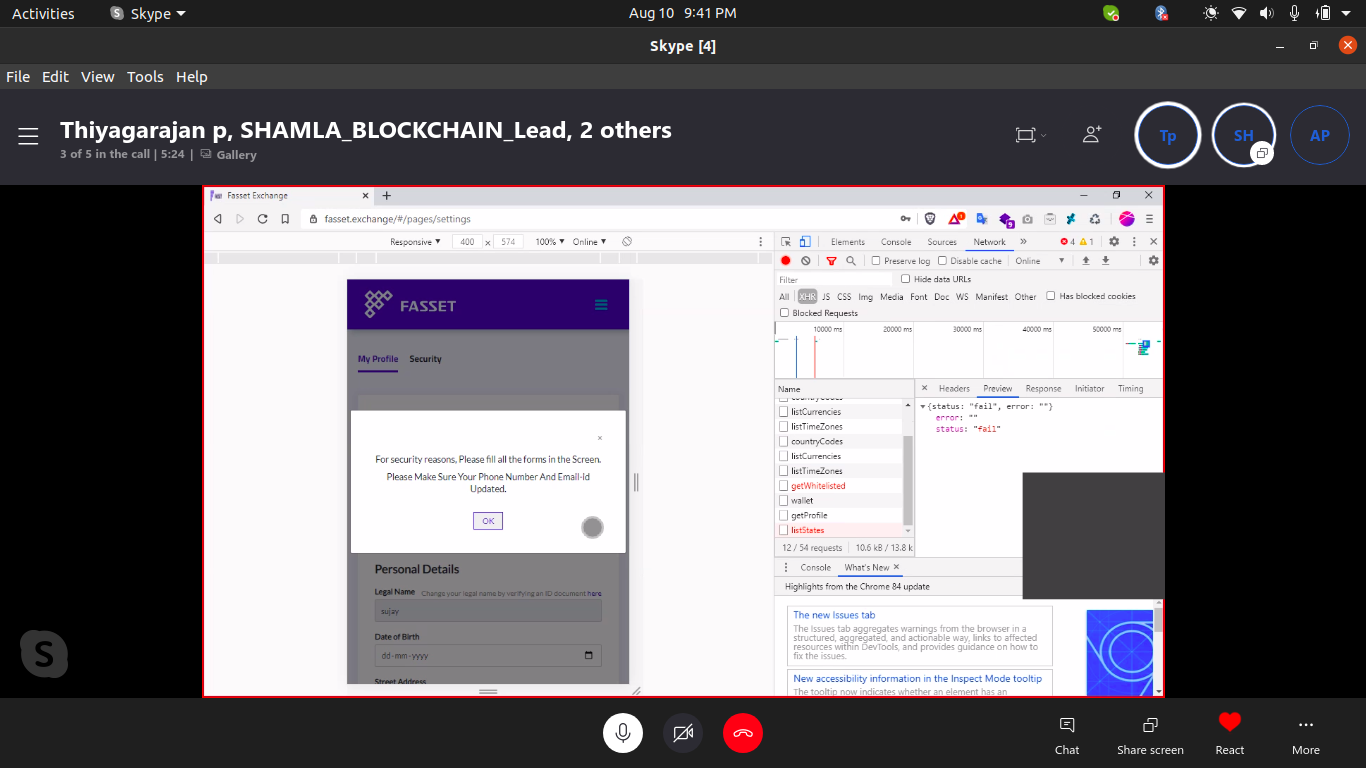 Activities
Skype
Aug 10 9:41 PM
Skype [4]
File Edit View Tools Help
Thiyagarajan p, SHAMLA_BLOCKCHAIN_Lead, 2 others
3 of 5 in the call | 5:24 | Gallery
Tp
SH
AP
Fasset Exchange
fasset.exchange/#/pages/settings
Responsive 400 x 574 100% Online
Elements Console Sources Network » 4 1
Preserve log Disable cache Online
Filter
Hide data URLs
All XHR JS CSS Img Media Font Doc WS Manifest Other Has blocked cookies
Blocked Requests
10000 ms 20000 ms 30000 ms 40000 ms 50000 ms
Name
countryCodes
listCurrencies
listTimeZones
countryCodes
listCurrencies
listTimeZones
getWhitelisted
wallet
getProfile
listStates
12 / 54 requests 10.6 kB / 13.8 k
× Headers Preview Response Initiator Timing
{status: "fail", error: ""}
error: ""
status: "fail"
Console What's New ×
Highlights from the Chrome 84 update
The new Issues tab
The Issues tab aggregates warnings from the browser in a
structured, aggregated, and actionable way, links to affected
resources within DevTools, and provides guidance on how to
fix the issues.
New accessibility information in the Inspect Mode tooltip
The tooltip now indicates whether an element has an
FASSET
My Profile Security
For security reasons, Please fill all the forms in the Screen.
Please Make Sure Your Phone Number And Email-id
Updated.
OK
Personal Details
Legal Name Change your legal name by verifying an ID document here
sujay
Date of Birth
dd-mm-yyyy
Street Address
Chat
Share screen
React
More